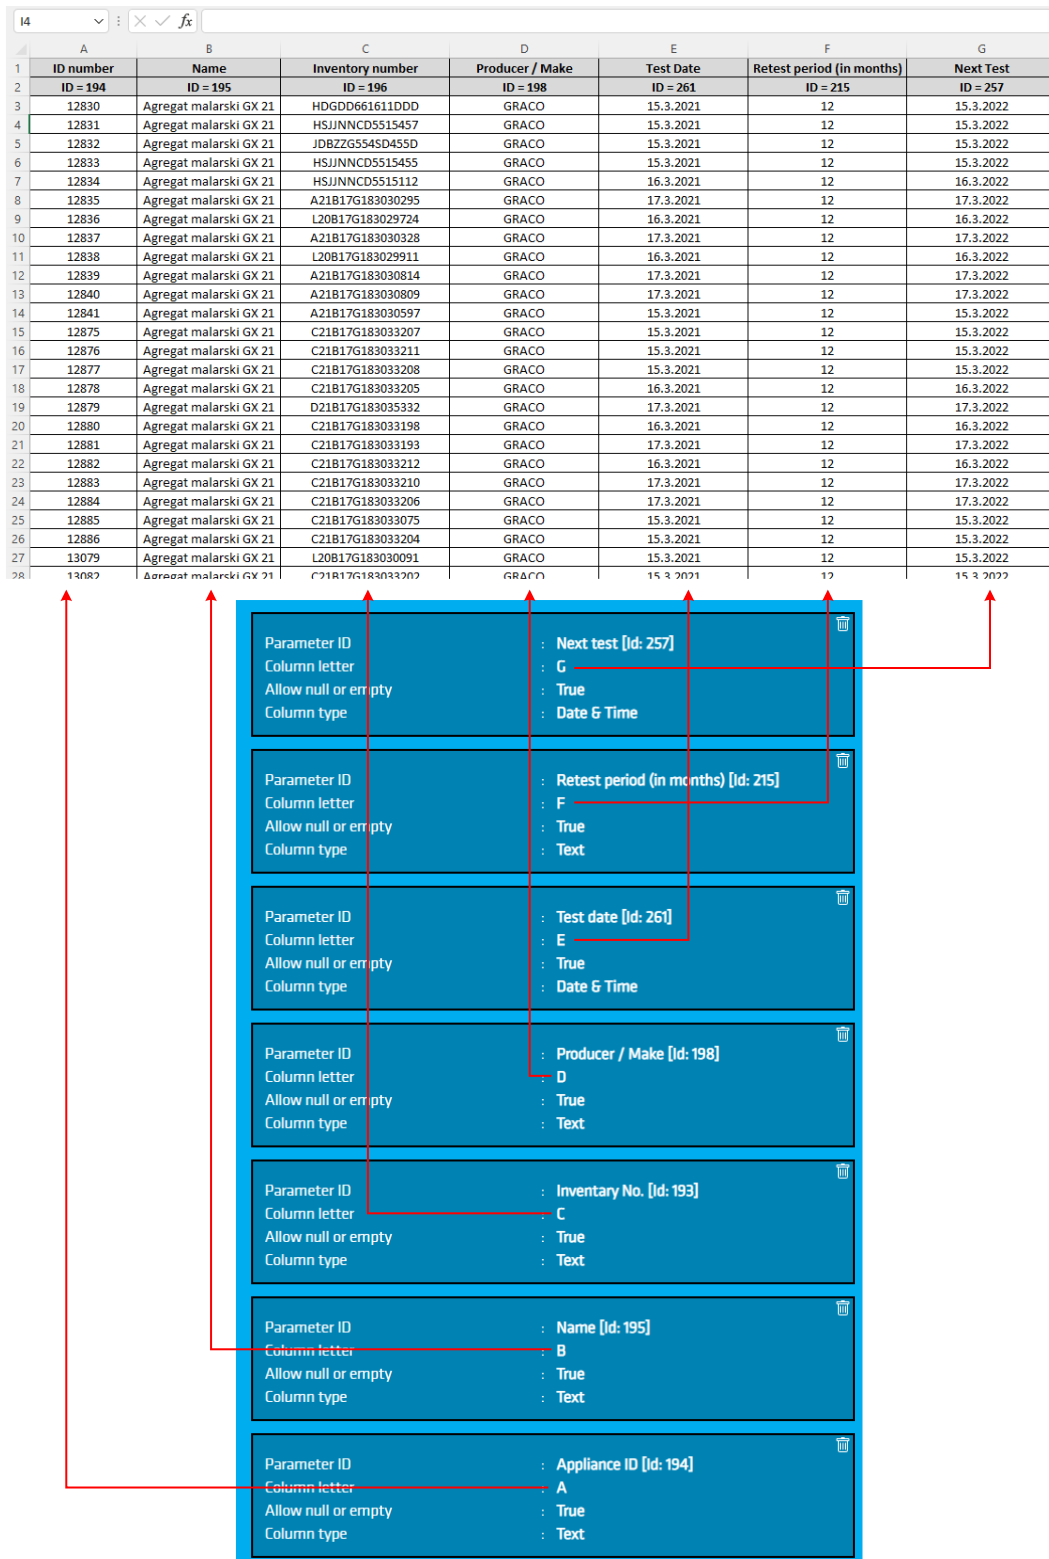 I4 fx
A B C D E F G
1 ID number Name Inventory number Producer / Make Test Date Retest period (in months) Next Test
2 ID = 194 ID = 195 ID = 196 ID = 198 ID = 261 ID = 215 ID = 257
3 12830 Agregat malarski GX 21 HDGDD661611DDD GRACO 15.3.2021 12 15.3.2022
4 12831 Agregat malarski GX 21 HSJJNNCD5515457 GRACO 15.3.2021 12 15.3.2022
5 12832 Agregat malarski GX 21 JDBZZG554SD455D GRACO 15.3.2021 12 15.3.2022
6 12833 Agregat malarski GX 21 HSJJNNCD5515455 GRACO 15.3.2021 12 15.3.2022
7 12834 Agregat malarski GX 21 HSJJNNCD5515112 GRACO 16.3.2021 12 16.3.2022
8 12835 Agregat malarski GX 21 A21B17G183030295 GRACO 17.3.2021 12 17.3.2022
9 12836 Agregat malarski GX 21 L20B17G183029724 GRACO 16.3.2021 12 16.3.2022
10 12837 Agregat malarski GX 21 A21B17G183030328 GRACO 17.3.2021 12 17.3.2022
11 12838 Agregat malarski GX 21 L20B17G183029911 GRACO 16.3.2021 12 16.3.2022
12 12839 Agregat malarski GX 21 A21B17G183030814 GRACO 17.3.2021 12 17.3.2022
13 12840 Agregat malarski GX 21 A21B17G183030809 GRACO 17.3.2021 12 17.3.2022
14 12841 Agregat malarski GX 21 A21B17G183030597 GRACO 15.3.2021 12 15.3.2022
15 12875 Agregat malarski GX 21 C21B17G183033207 GRACO 15.3.2021 12 15.3.2022
16 12876 Agregat malarski GX 21 C21B17G183033211 GRACO 15.3.2021 12 15.3.2022
17 12877 Agregat malarski GX 21 C21B17G183033208 GRACO 15.3.2021 12 15.3.2022
18 12878 Agregat malarski GX 21 C21B17G183033205 GRACO 16.3.2021 12 16.3.2022
19 12879 Agregat malarski GX 21 D21B17G183035332 GRACO 17.3.2021 12 17.3.2022
20 12880 Agregat malarski GX 21 C21B17G183033198 GRACO 16.3.2021 12 16.3.2022
21 12881 Agregat malarski GX 21 C21B17G183033193 GRACO 17.3.2021 12 17.3.2022
22 12882 Agregat malarski GX 21 C21B17G183033212 GRACO 16.3.2021 12 16.3.2022
23 12883 Agregat malarski GX 21 C21B17G183033210 GRACO 17.3.2021 12 17.3.2022
24 12884 Agregat malarski GX 21 C21B17G183033206 GRACO 17.3.2021 12 17.3.2022
25 12885 Agregat malarski GX 21 C21B17G183033075 GRACO 15.3.2021 12 15.3.2022
26 12886 Agregat malarski GX 21 C21B17G183033204 GRACO 15.3.2021 12 15.3.2022
27 13079 Agregat malarski GX 21 L20B17G183030091 GRACO 15.3.2021 12 15.3.2022
28 13082 Agregat malarski GX 21 C21B17G183033202 GRACO 15.3.2021 12 15.3.2022
Parameter ID : Next test [Id: 257]
Column letter : G
Allow null or empty : True
Column type : Date & Time
Parameter ID : Retest period (in months) [Id: 215]
Column letter : F
Allow null or empty : True
Column type : Text
Parameter ID : Test date [Id: 261]
Column letter : E
Allow null or empty : True
Column type : Date & Time
Parameter ID : Producer / Make [Id: 198]
Column letter : D
Allow null or empty : True
Column type : Text
Parameter ID : Inventary No. [Id: 193]
Column letter : C
Allow null or empty : True
Column type : Text
Parameter ID : Name [Id: 195]
Column letter : B
Allow null or empty : True
Column type : Text
Parameter ID : Appliance ID [Id: 194]
Column letter : A
Allow null or empty : True
Column type : Text